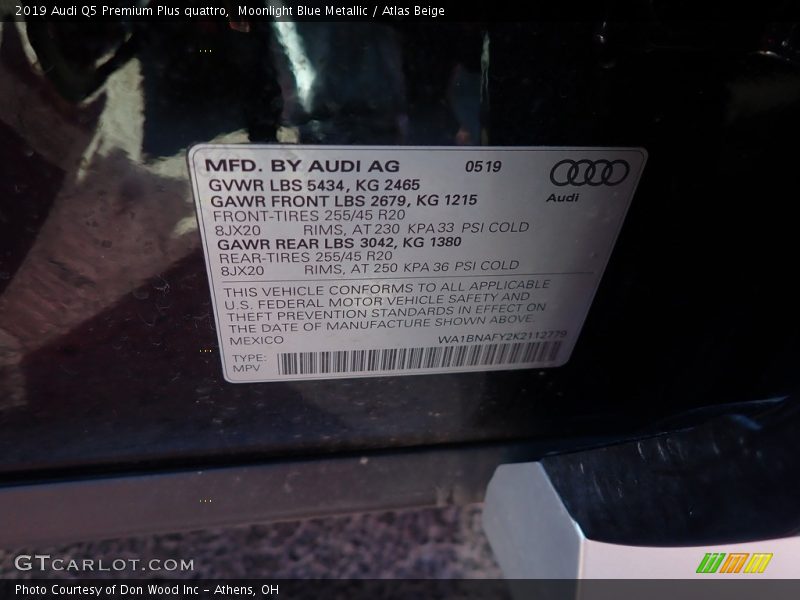 2019 Audi Q5 Premium Plus quattro, Moonlight Blue Metallic / Atlas Beige
MFD. BY AUDI AG 0519
GVWR LBS 5434, KG 2465
GAWR FRONT LBS 2679, KG 1215
FRONT-TIRES 255/45 R20
8JX20 RIMS, AT 230 KPA 33 PSI COLD
GAWR REAR LBS 3042, KG 1380
REAR-TIRES 255/45 R20
8JX20 RIMS, AT 250 KPA 36 PSI COLD
Audi
THIS VEHICLE CONFORMS TO ALL APPLICABLE
U.S. FEDERAL MOTOR VEHICLE SAFETY AND
THEFT PREVENTION STANDARDS IN EFFECT ON
THE DATE OF MANUFACTURE SHOWN ABOVE
MEXICO WA1BNAFY2K2112779
TYPE:
MPV
GTCARLOT.COM
Photo Courtesy of Don Wood Inc - Athens, OH